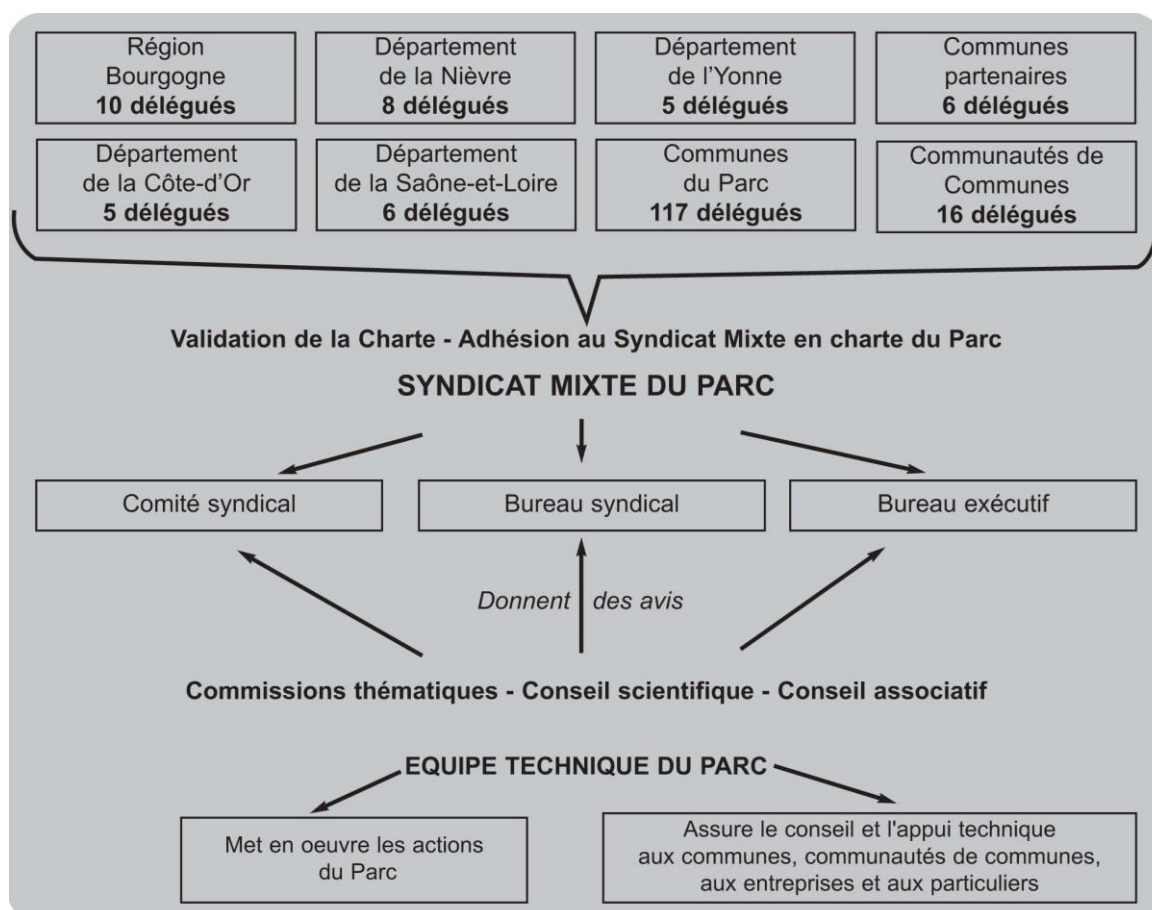 Région
Bourgogne
10 délégués
Département
de la Nièvre
8 délégués
Département
de l'Yonne
5 délégués
Communes
partenaires
6 délégués
Département
de la Côte-d'Or
5 délégués
Département
de la Saône-et-Loire
6 délégués
Communes
du Parc
117 délégués
Communautés de
Communes
16 délégués
Validation de la Charte - Adhésion au Syndicat Mixte en charte du Parc
SYNDICAT MIXTE DU PARC
Comité syndical
Bureau syndical
Bureau exécutif
Donnent des avis
Commissions thématiques - Conseil scientifique - Conseil associatif
EQUIPE TECHNIQUE DU PARC
Met en oeuvre les actions
du Parc
Assure le conseil et l'appui technique
aux communes, communautés de communes,
aux entreprises et aux particuliers